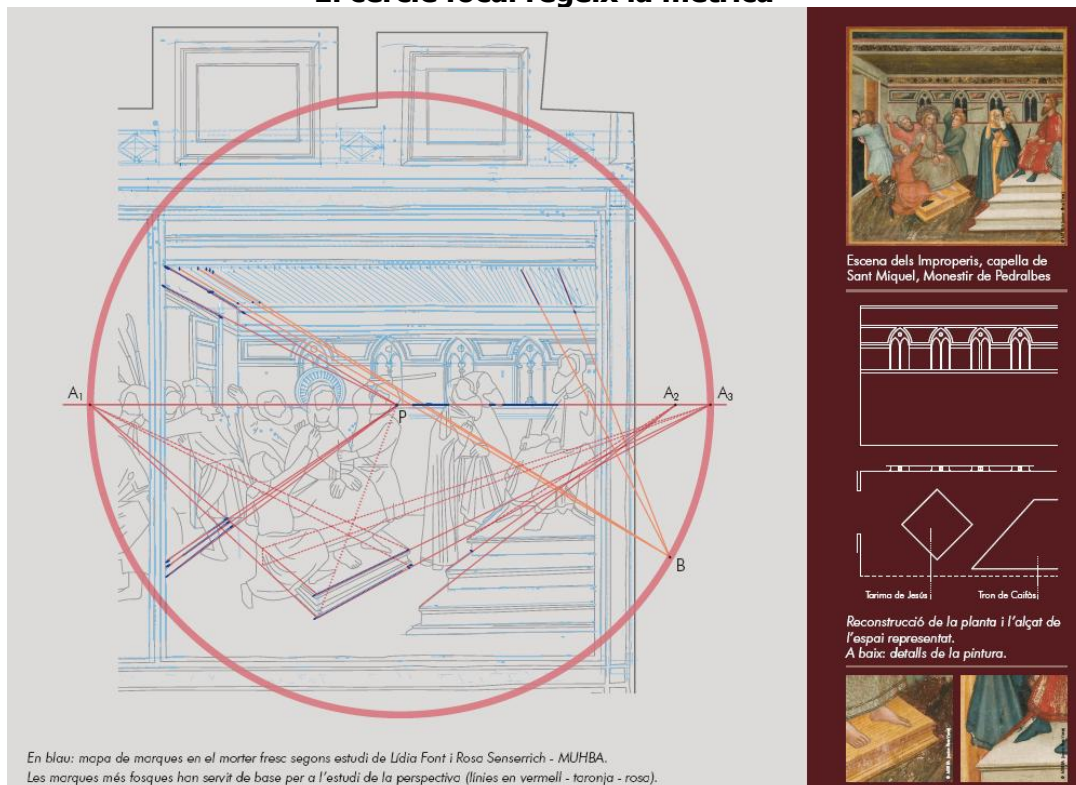 El cercle focal regeix la mètrica
A₁
P
A₂
A₃
B
En blau: mapa de marques en el morter fresc segons estudi de Lídia Font i Rosa Senserrich - MUHBA.
Les marques més fosques han servit de base per a l'estudi de la perspectiva (línies en vermell - taronja - rosa).
Escena dels Improperis, capella de
Sant Miquel, Monestir de Pedralbes
Tarima de Jesús
Tron de Caifàs
Reconstrucció de la planta i l'alçat de
l'espai representat.
A baix: detalls de la pintura.